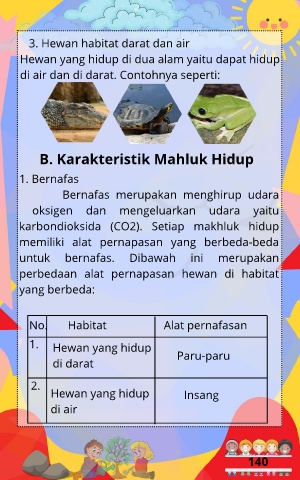 3. Hewan habitat darat dan air
Hewan yang hidup di dua alam yaitu dapat hidup
di air dan di darat. Contohnya seperti:
B. Karakteristik Mahluk Hidup
1. Bernafas
Bernafas merupakan menghirup udara
oksigen dan mengeluarkan udara yaitu
karbondioksida (CO2). Setiap makhluk hidup
memiliki alat pernapasan yang berbeda-beda
untuk bernafas. Dibawah ini merupakan
perbedaan alat pernapasan hewan di habitat
yang berbeda:
No. Habitat Alat pernafasan
1. Hewan yang hidup
di darat Paru-paru
2. Hewan yang hidup
di air Insang
140